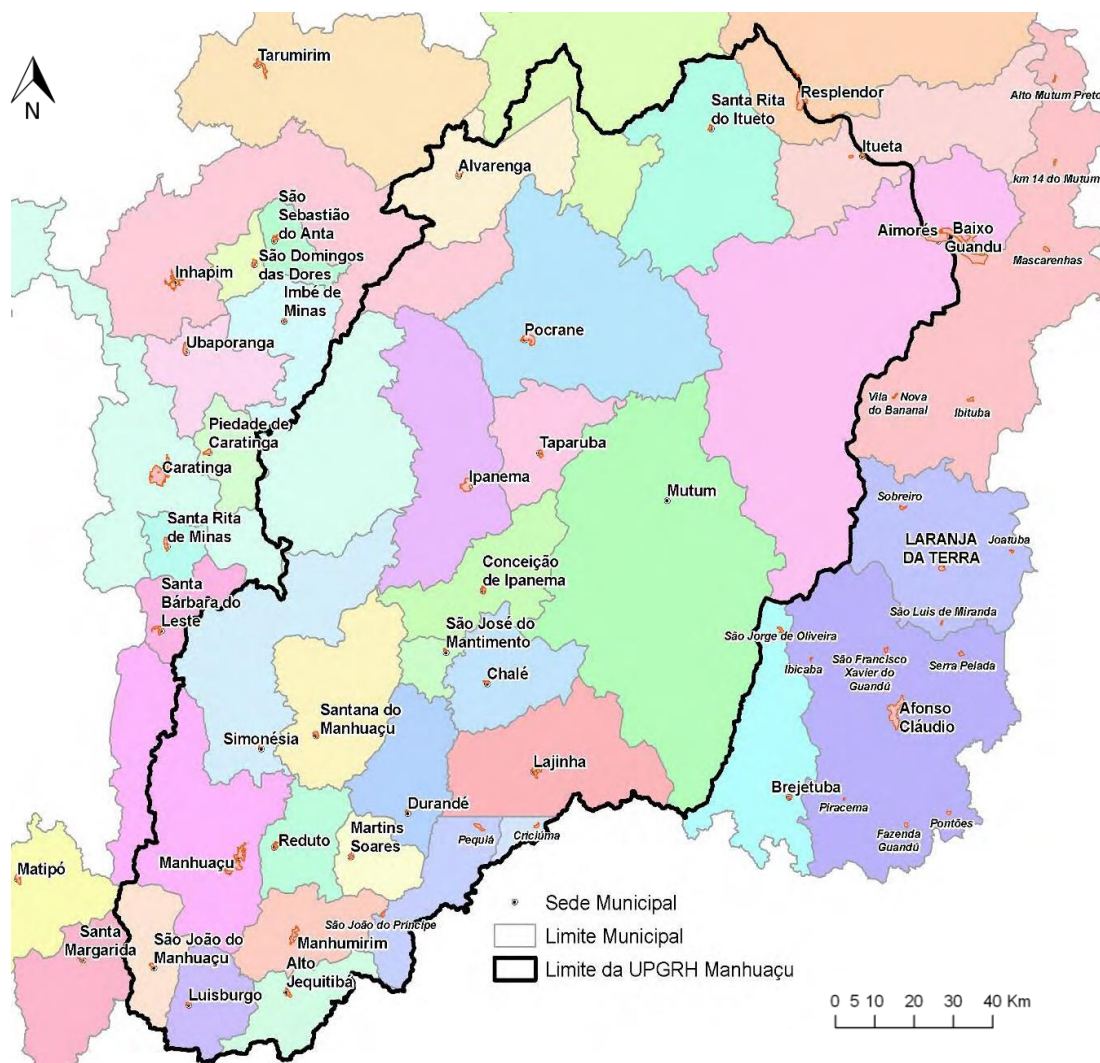 Tarumirim
N
Resplendor
Alto Mutum Preto
Santa Rita
do Itueto
Itueta
Alvarenga
km 14 do Mutum
São
Sebastião
do Anta
Aimorés
Baixo
Guandu
São Domingos
das Dores
Mascarenhas
Inhapim
Imbé de
Minas
Pocrane
Ubaporanga
Vila Nova
do Bananal
Ibituba
Piedade de
Caratinga
Taparuba
Caratinga
Ipanema
Mutum
Sobreiro
Santa Rita
de Minas
LARANJA
DA TERRA
Joatuba
Conceição
de Ipanema
Santa
Bárbara do
Leste
São Luis de Miranda
São José do
Mantimento
São Jorge de Oliveira
Ibicaba
São Francisco
Xavier do
Guandú
Serra Pelada
Chalé
Afonso
Cláudio
Santana do
Manhuaçu
Simonésia
Lajinha
Brejetuba
Piracema
Pontões
Durandé
Fazenda
Guandú
Pequiá
Criciúma
Martins
Soares
Reduto
Manhuaçu
Matipó
Sede Municipal
São João do Príncipe
Limite Municipal
Santa
Margarida
São João do
Manhuaçu
Manhumirim
Limite da UPGRH Manhuaçu
Alto
Jequitibá
Luisburgo
0 5 10 20 30 40 Km